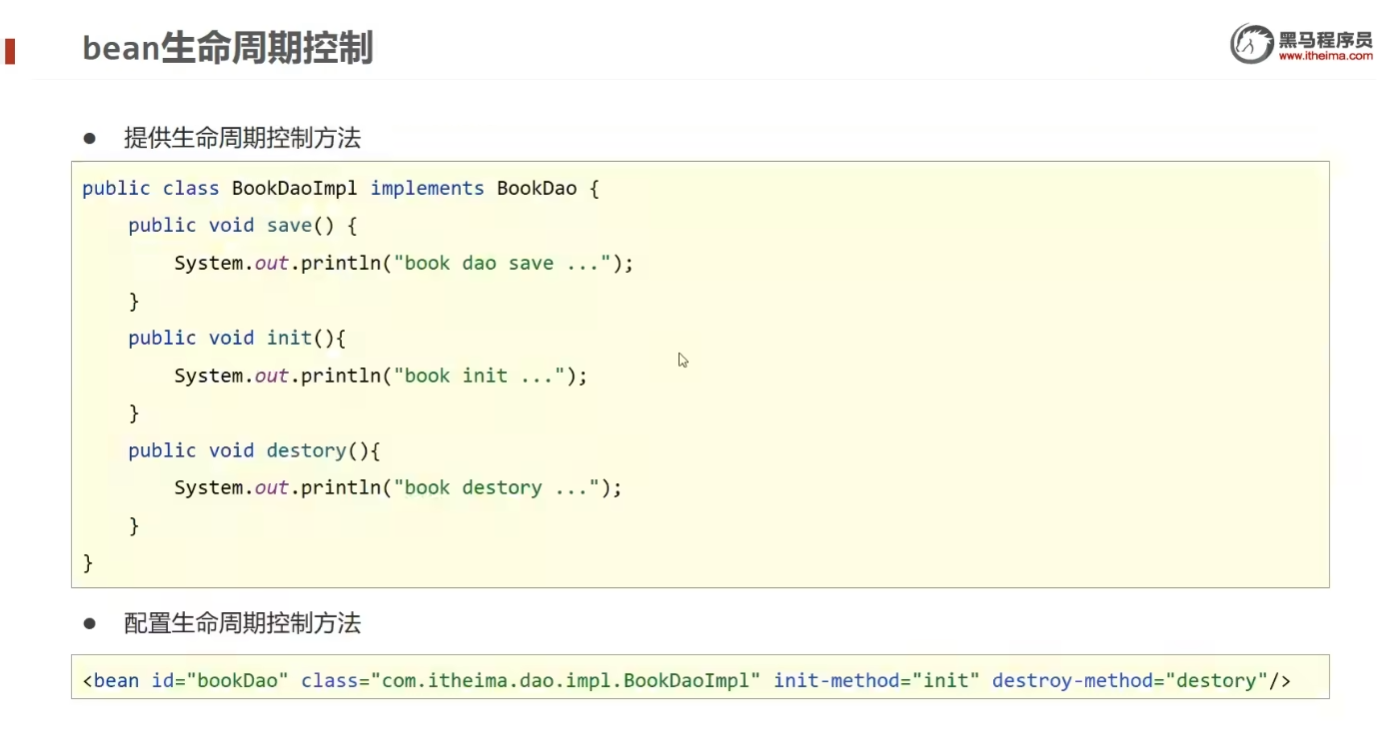 bean生命周期控制
黑马程序员
www.itheima.com
● 提供生命周期控制方法
public class BookDaoImpl implements BookDao {
    public void save() {
        System.out.println("book dao save ...");
    }
    public void init(){
        System.out.println("book init ...");
    }
    public void destory(){
        System.out.println("book destory ...");
    }
}
● 配置生命周期控制方法
<bean id="bookDao" class="com.itheima.dao.impl.BookDaoImpl" init-method="init" destroy-method="destory"/>